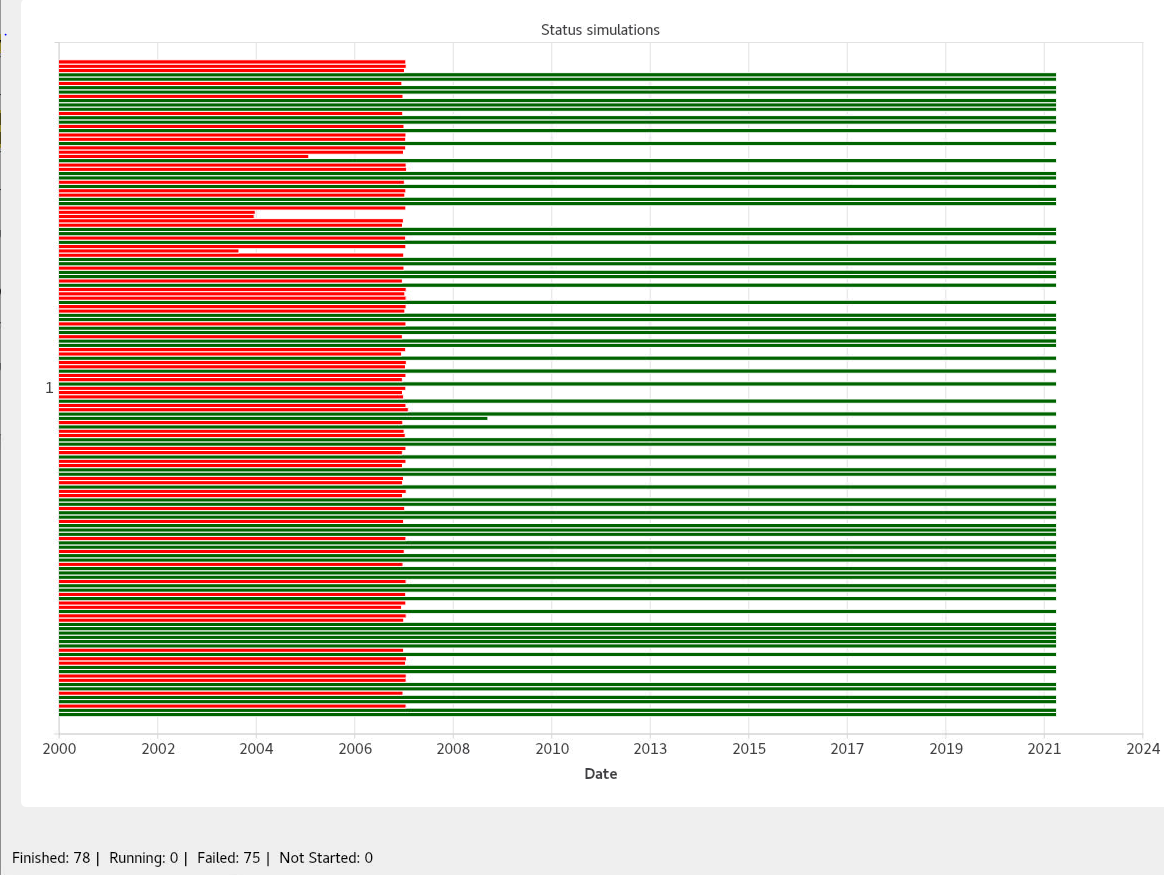 Status simulations
1
2000 2002 2004 2006 2008 2010 2013 2015 2017 2019 2021 2024
Date
Finished: 78 | Running: 0 | Failed: 75 | Not Started: 0